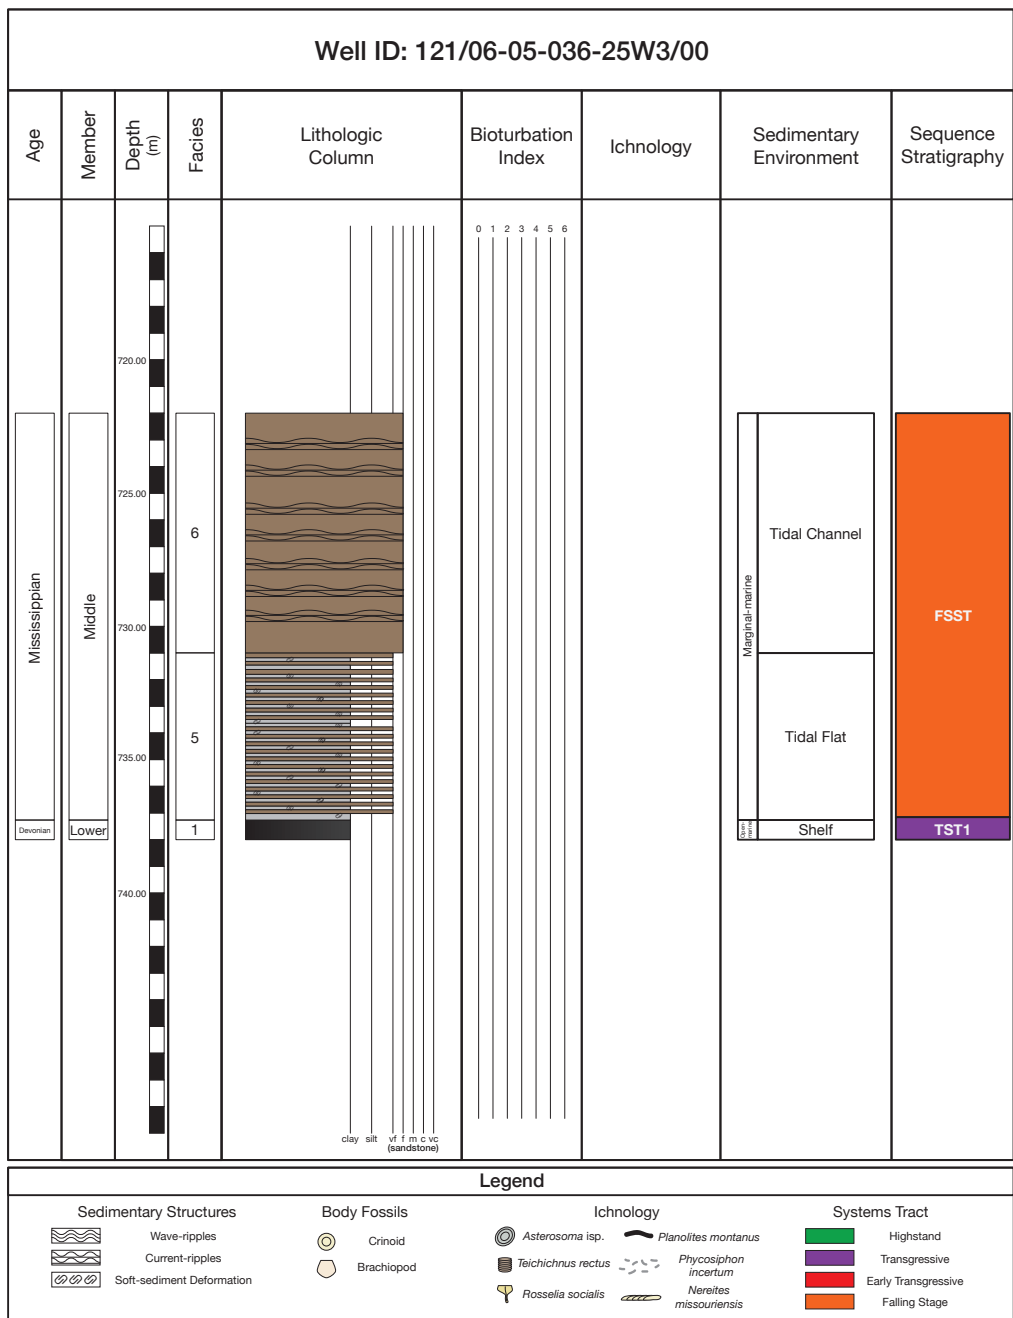 Well ID: 121/06-05-036-25W3/00
Age
Member
Depth
(m)
Facies
Lithologic
Column
Bioturbation
Index
Ichnology
Sedimentary
Environment
Sequence
Stratigraphy
0 1 2 3 4 5 6
720.00
725.00
730.00
735.00
740.00
Mississippian
Devonian
Middle
Lower
6
5
1
Marginal-marine
Open-
marine
Tidal Channel
Tidal Flat
Shelf
FSST
TST1
clay silt vf f m c vc
(sandstone)
Legend
Sedimentary Structures
Wave-ripples
Current-ripples
Soft-sediment Deformation
Body Fossils
Crinoid
Brachiopod
Ichnology
Asterosoma isp.
Teichichnus rectus
Rosselia socialis
Planolites montanus
Phycosiphon
incertum
Nereites
missouriensis
Systems Tract
Highstand
Transgressive
Early Transgressive
Falling Stage